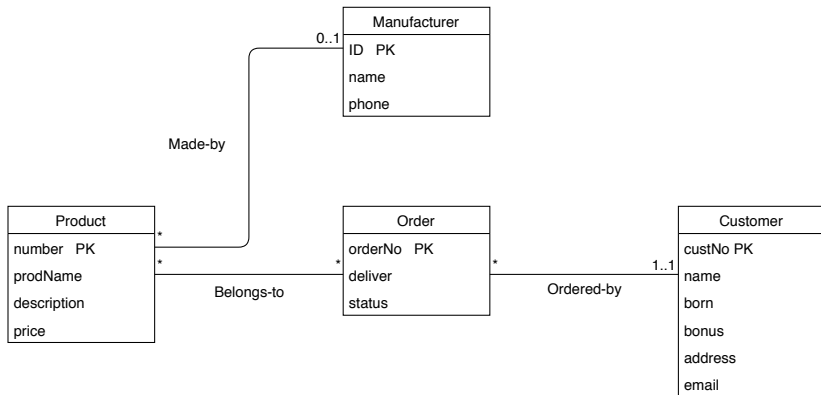 Manufacturer
0..1
ID PK
name
phone
Made-by
Product
Order
Customer
*
number PK
orderNo PK
custNo PK
*
*
*
1..1
prodName
deliver
name
Belongs-to
Ordered-by
description
status
born
price
bonus
address
email